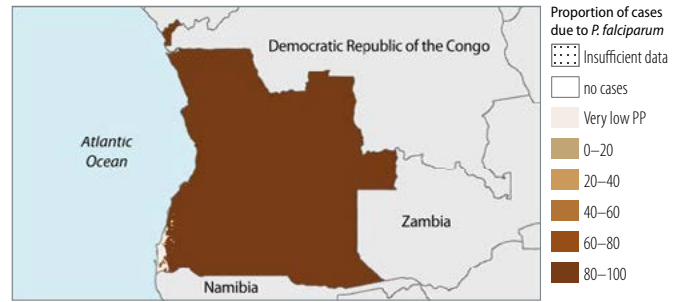 Democratic Republic of the Congo
Atlantic
Ocean
Zambia
Namibia
Proportion of cases
due to P. falciparum
Insufficient data
no cases
Very low PP
0–20
20–40
40–60
60–80
80–100